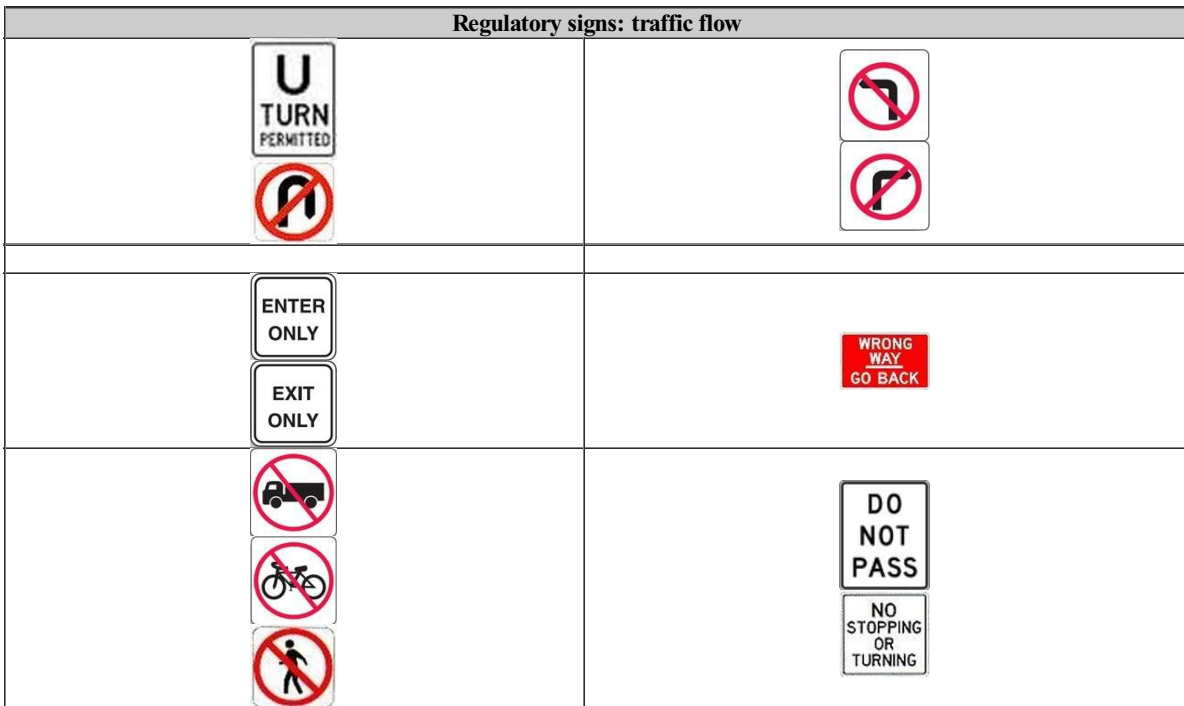 Regulatory signs: traffic flow
U
TURN
PERMITTED
ENTER
ONLY
EXIT
ONLY
WRONG
WAY
GO BACK
DO
NOT
PASS
NO
STOPPING
OR
TURNING